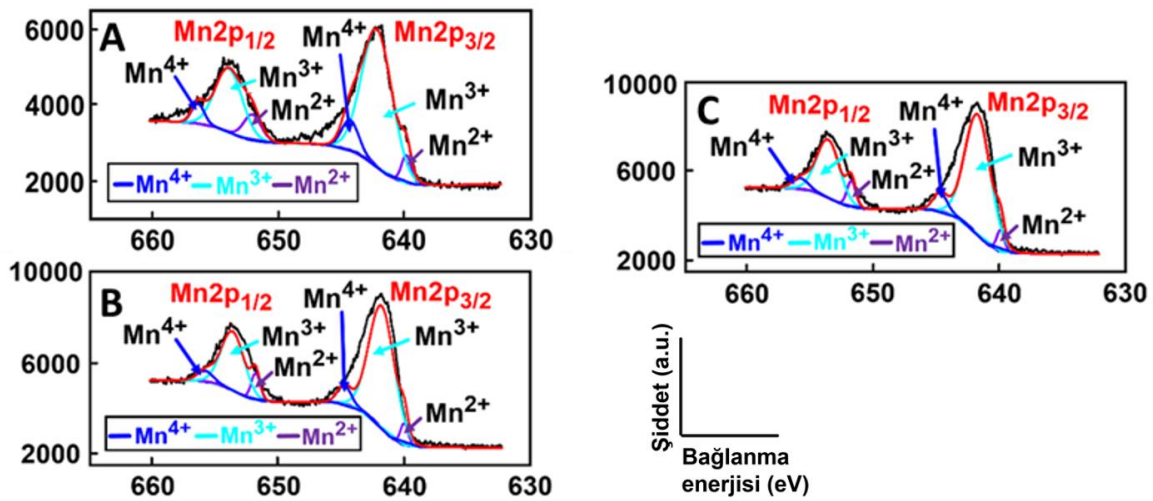 A
Mn2p1/2
Mn4+
Mn2p3/2
Mn4+
Mn3+
Mn2+
Mn3+
Mn2+
Mn4+ Mn3+ Mn2+
6000
4000
2000
660 650 640 630
B
Mn2p1/2
Mn4+
Mn2p3/2
Mn4+
Mn3+
Mn2+
Mn3+
Mn2+
Mn4+ Mn3+ Mn2+
10000
6000
2000
660 650 640 630
C
Mn2p1/2
Mn4+
Mn2p3/2
Mn4+
Mn3+
Mn2+
Mn3+
Mn2+
Mn4+ Mn3+ Mn2+
10000
6000
2000
660 650 640 630
Şiddet (a.u.)
Bağlanma
enerjisi (eV)